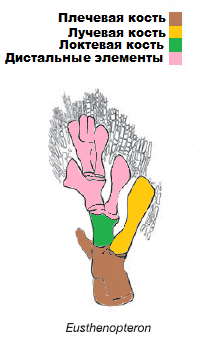 Плечевая кость
Лучевая кость
Локтевая кость
Дистальные элементы
Eusthenopteron